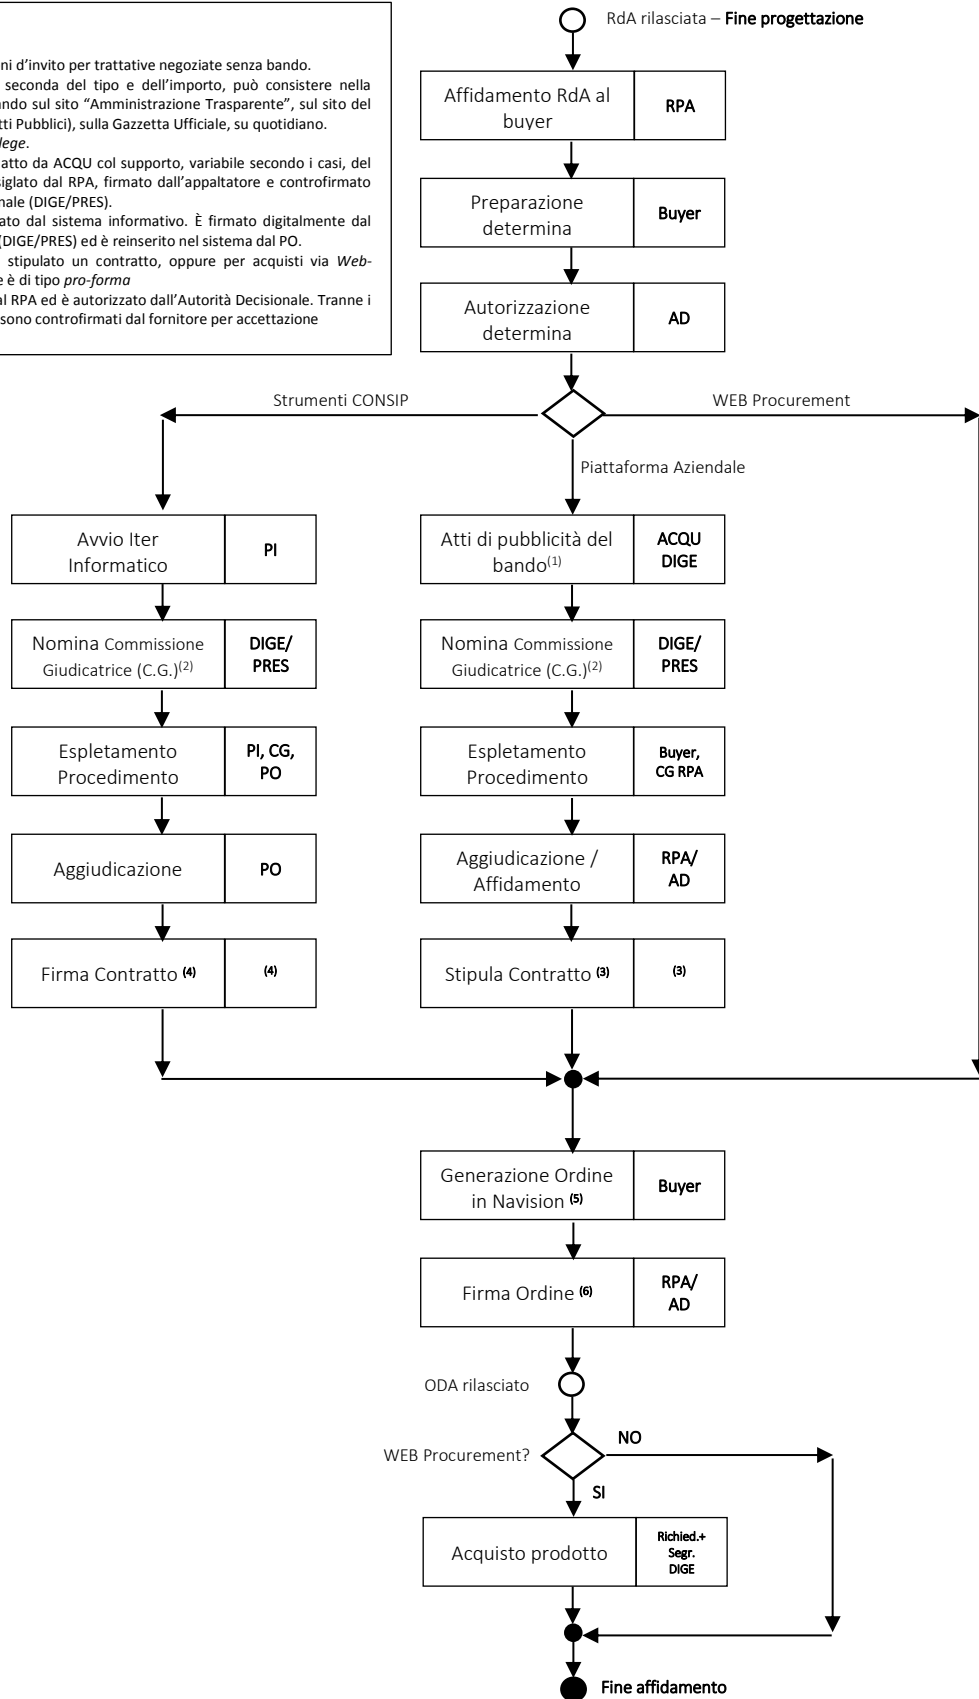 RdA rilasciata – Fine progettazione
ni d’invito per trattative negoziate senza bando.
seconda del tipo e dell’importo, può consistere nella
ando sul sito “Amministrazione Trasparente”, sul sito del
tti Pubblici), sulla Gazzetta Ufficiale, su quotidiano.
lege.
atto da ACQU col supporto, variabile secondo i casi, del
siglato dal RPA, firmato dall’appaltatore e controfirmato
nale (DIGE/PRES).
ato dal sistema informativo. È firmato digitalmente dal
(DIGE/PRES) ed è reinserito nel sistema dal PO.
stipulato un contratto, oppure per acquisti via Web-
e è di tipo pro-forma
al RPA ed è autorizzato dall’Autorità Decisionale. Tranne i
sono controfirmati dal fornitore per accettazione
Affidamento RdA al
buyer
RPA
Preparazione
determina
Buyer
Autorizzazione
determina
AD
Strumenti CONSIP
WEB Procurement
Piattaforma Aziendale
Avvio Iter
Informatico
PI
Atti di pubblicità del
bando(1)
ACQU
DIGE
Nomina Commissione
Giudicatrice (C.G.)(2)
DIGE/
PRES
Nomina Commissione
Giudicatrice (C.G.)(2)
DIGE/
PRES
Espletamento
Procedimento
PI, CG,
PO
Espletamento
Procedimento
Buyer,
CG RPA
Aggiudicazione
PO
Aggiudicazione /
Affidamento
RPA/
AD
Firma Contratto (4)
(4)
Stipula Contratto (3)
(3)
Generazione Ordine
in Navision (5)
Buyer
Firma Ordine (6)
RPA/
AD
ODA rilasciato
WEB Procurement?
NO
SI
Acquisto prodotto
Richied.+
Segr.
DIGE
Fine affidamento